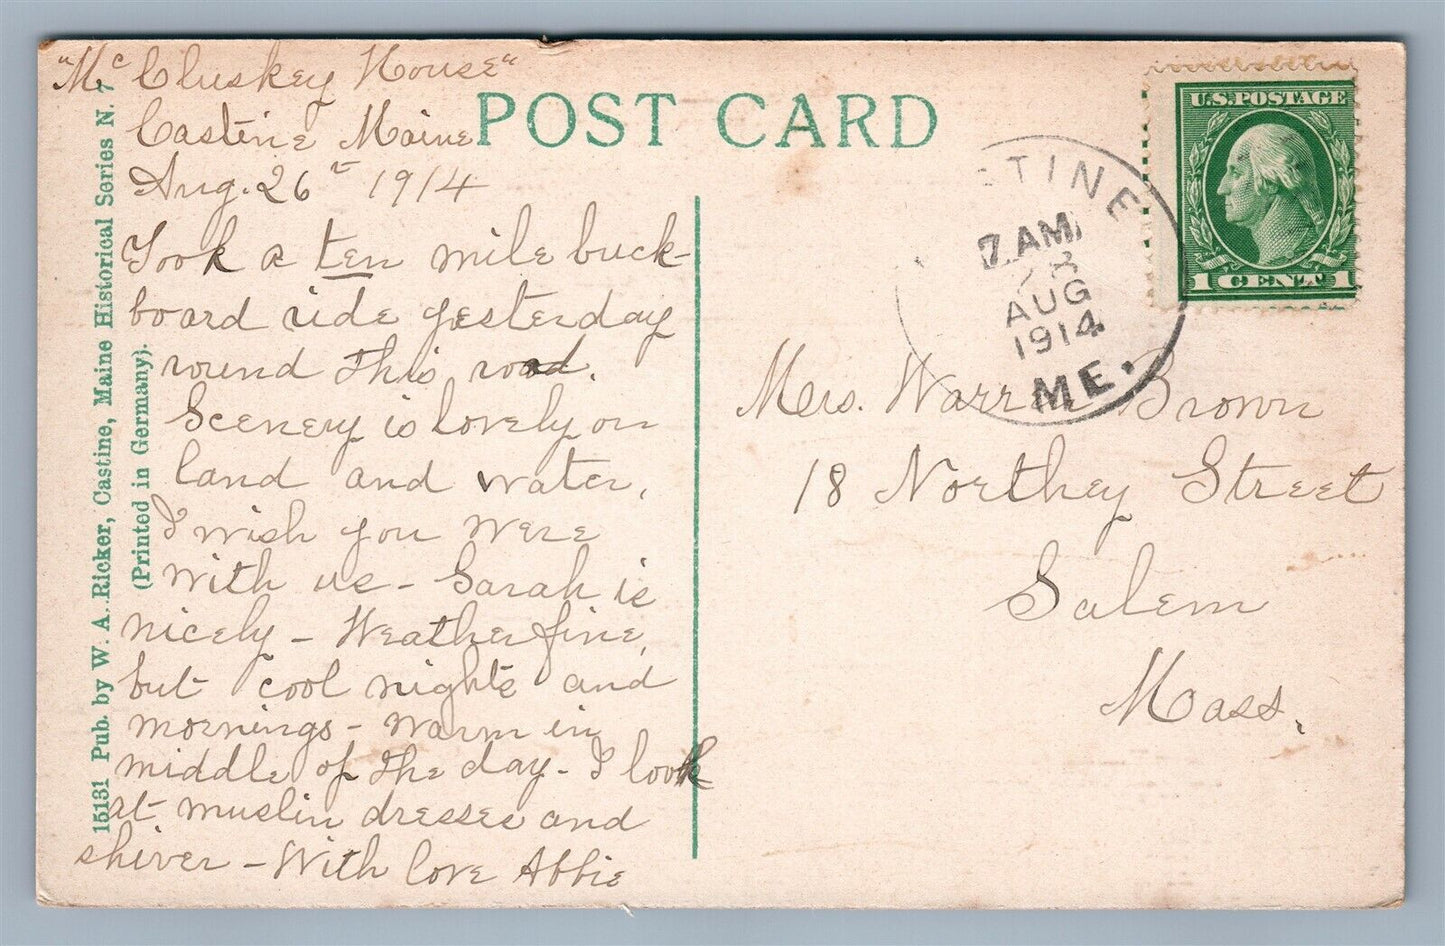 "Mc Cluskey House"
Castine Maine
Aug. 26th 1914
Took a ten mile buck-
board ride yesterday
round this road.
Scenery is lovely on
land and water.
I wish you were
with us - Sarah is
nicely - Weather fine,
but cool nights and
mornings - warm in
middle of the day - I look
at muslin dresses and
shiver - With love Abbie
15131 Pub. by W. A. Ricker, Castine, Maine Historical Series N. 7
(Printed in Germany).
POST CARD
TINE
7 AM
AUG
1914
ME.
U.S. POSTAGE
1 CENT 1
Mrs. Warren Brown
18 Northey Street
Salem
Mass.